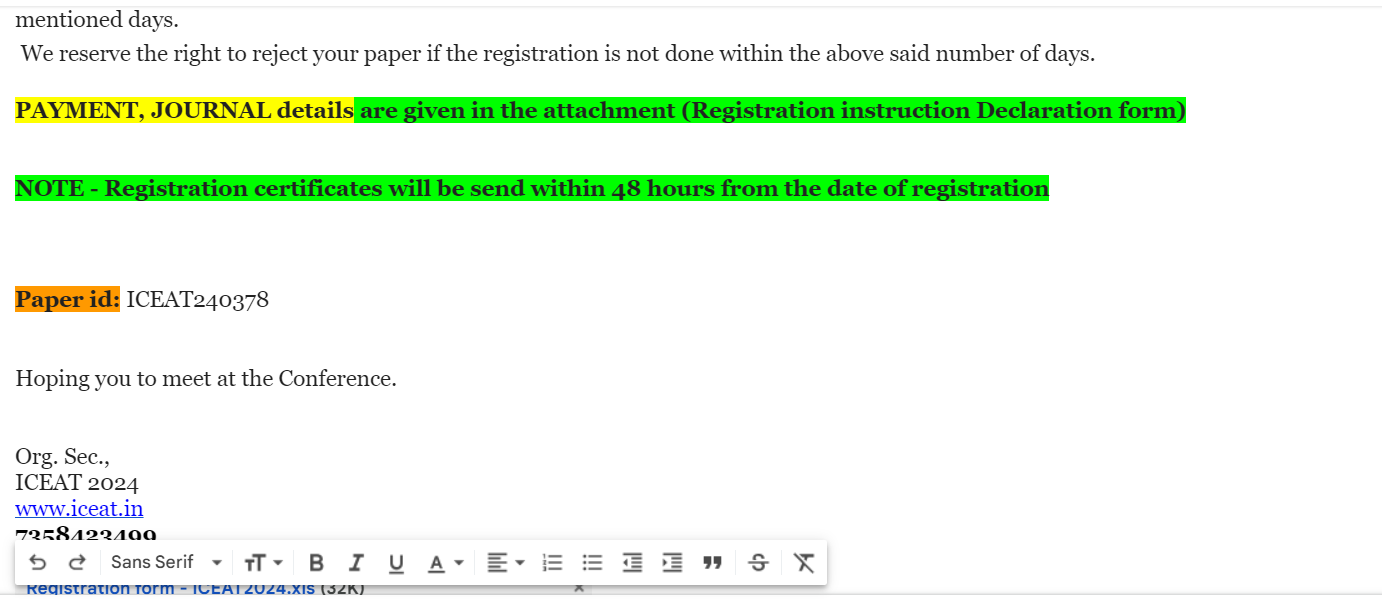 mentioned days.
We reserve the right to reject your paper if the registration is not done within the above said number of days.
PAYMENT, JOURNAL details are given in the attachment (Registration instruction Declaration form)
NOTE - Registration certificates will be send within 48 hours from the date of registration
Paper id: ICEAT240378
Hoping you to meet at the Conference.
Org. Sec.,
ICEAT 2024
www.iceat.in
7358423499
Sans Serif
Registration form - ICEAT2024.xls (32K)